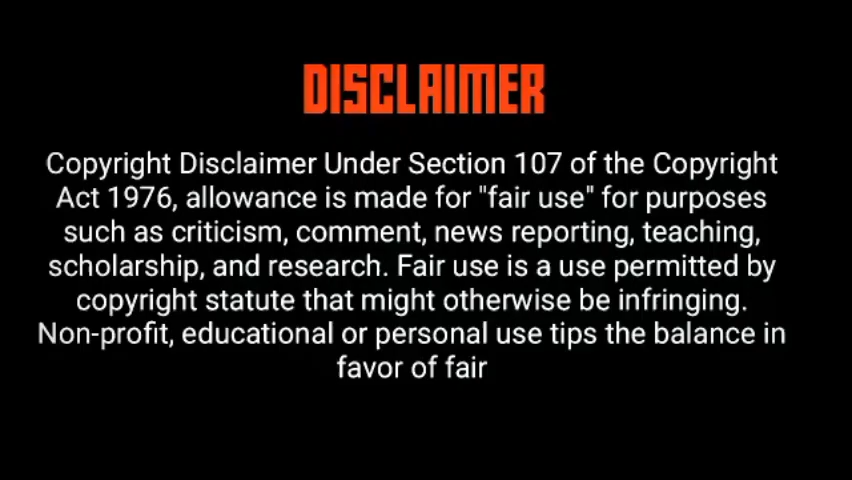 DISCLAIMER
Copyright Disclaimer Under Section 107 of the Copyright
Act 1976, allowance is made for "fair use" for purposes
such as criticism, comment, news reporting, teaching,
scholarship, and research. Fair use is a use permitted by
copyright statute that might otherwise be infringing.
Non-profit, educational or personal use tips the balance in
favor of fair